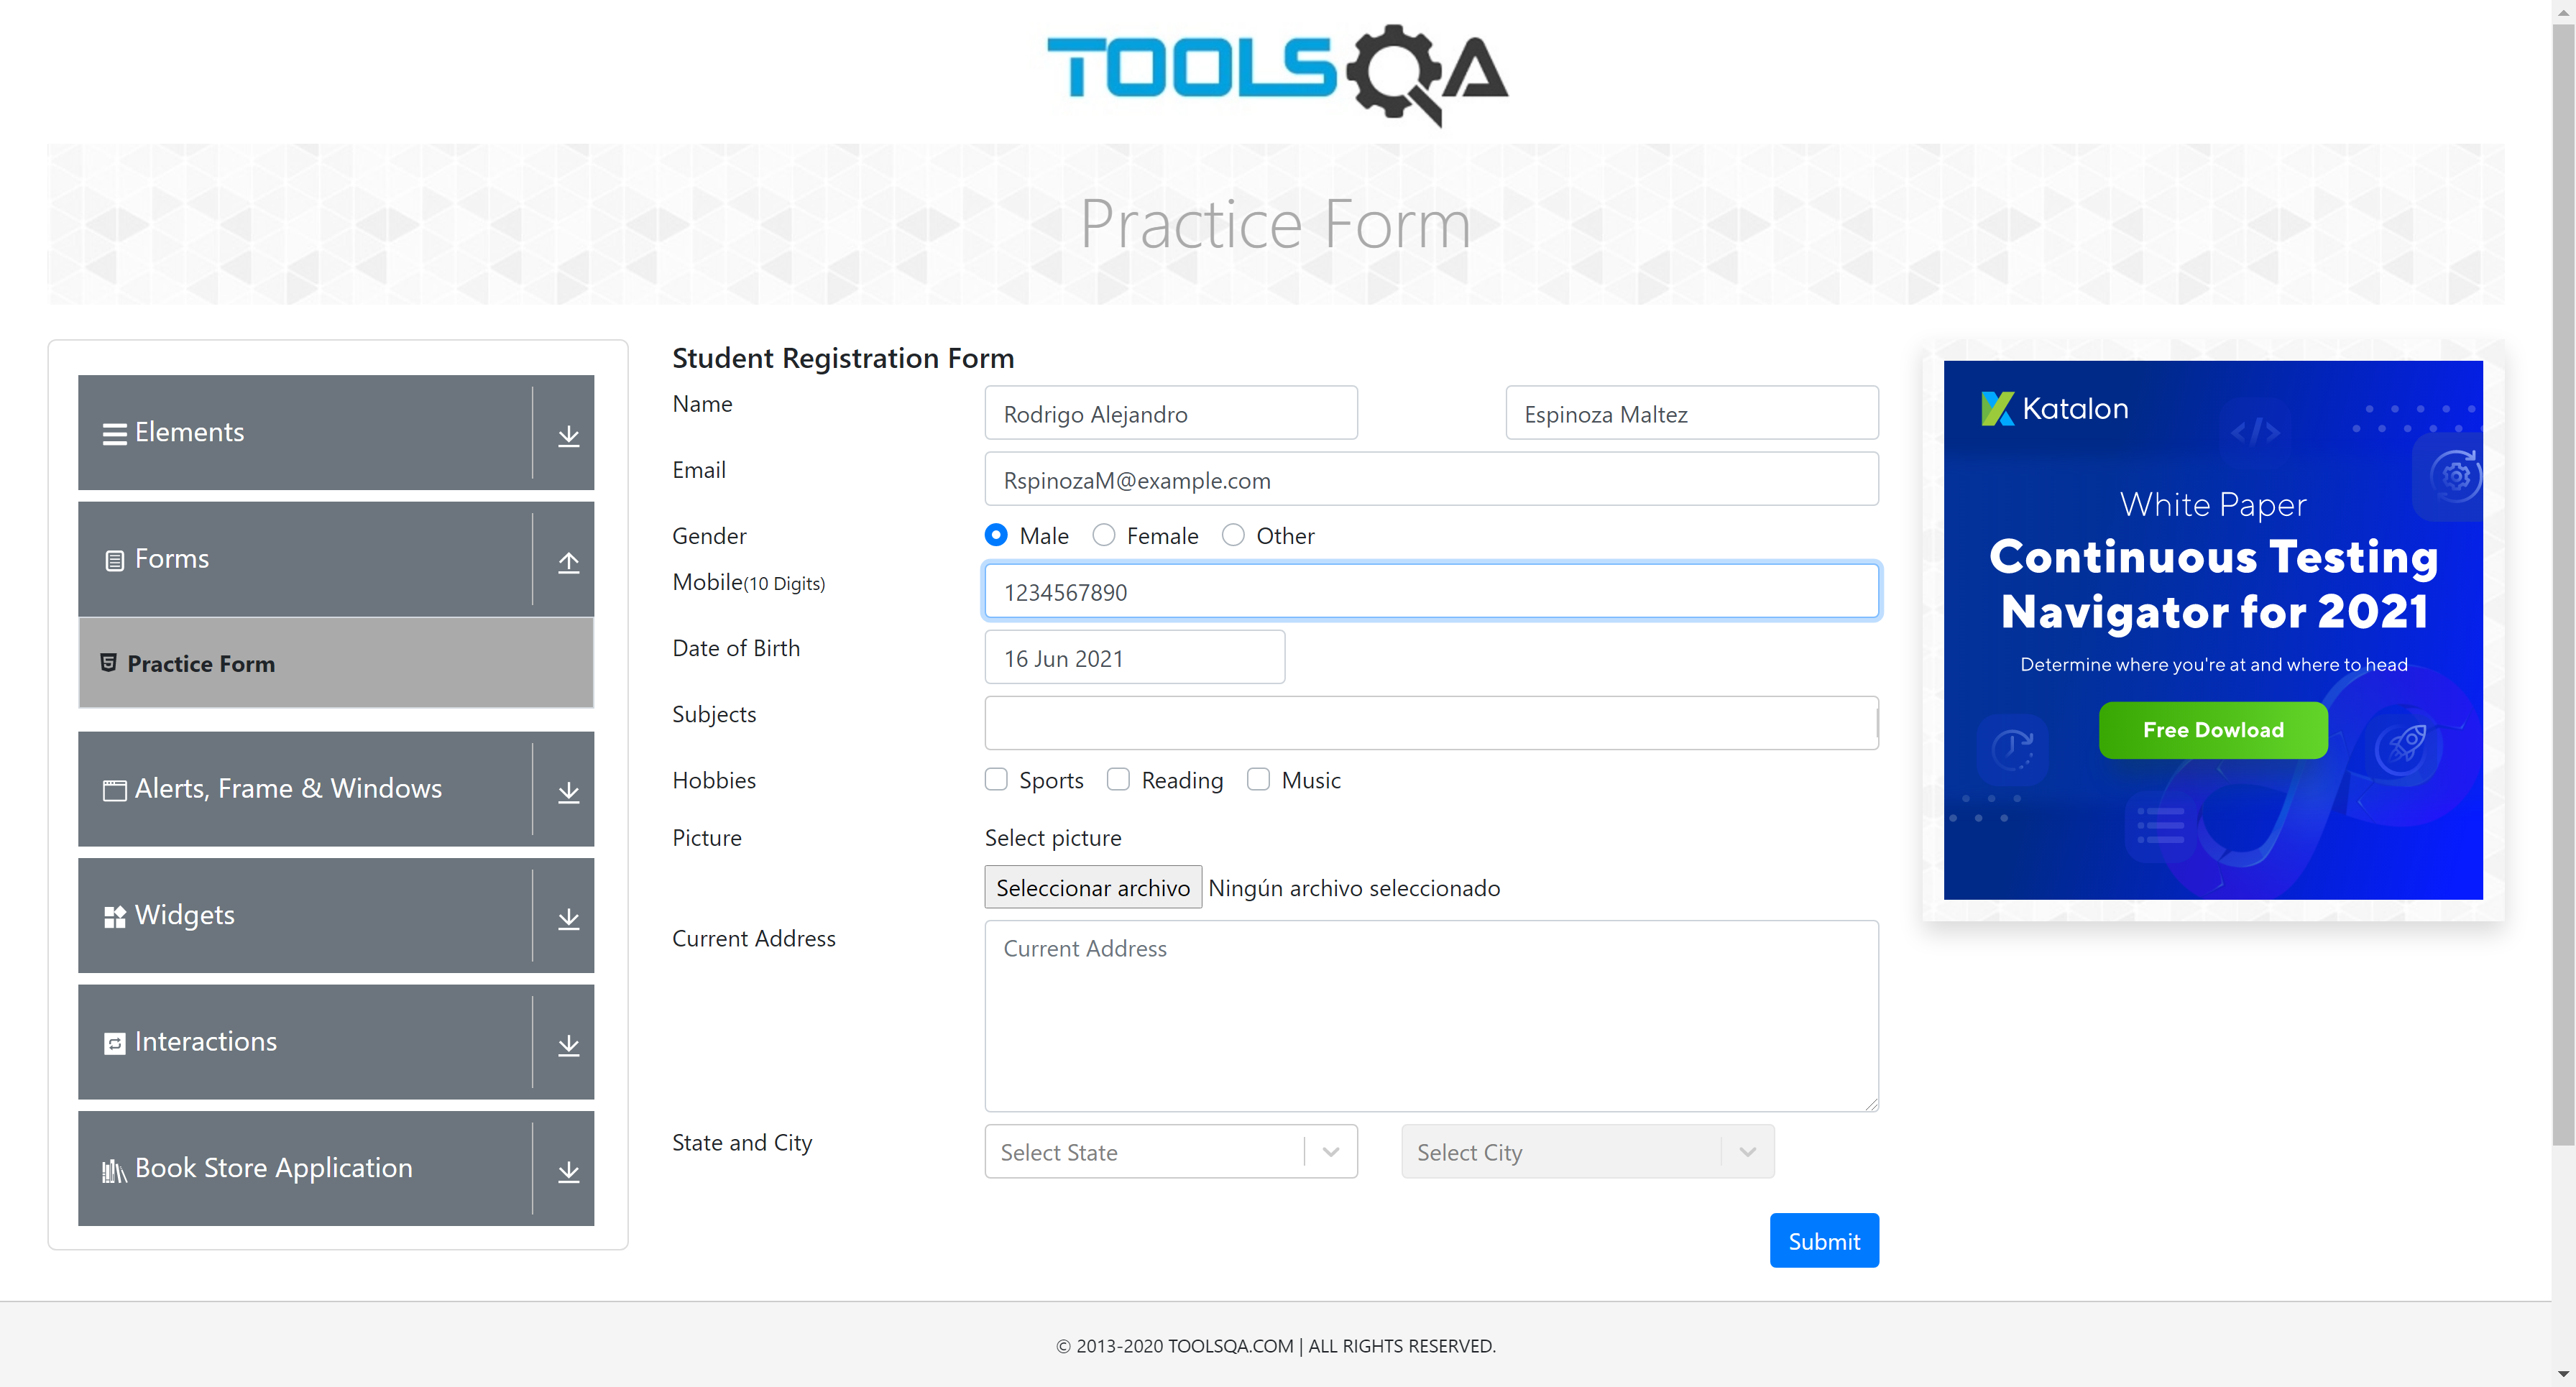 TOOLSQA
Practice Form
Elements
Forms
Practice Form
Alerts, Frame & Windows
Widgets
Interactions
Book Store Application
Student Registration Form
Name Rodrigo Alejandro Espinoza Maltez
Email RspinozaM@example.com
Gender Male Female Other
Mobile(10 Digits) 1234567890
Date of Birth 16 Jun 2021
Subjects
Hobbies Sports Reading Music
Picture Select picture
Seleccionar archivo Ningún archivo seleccionado
Current Address Current Address
State and City Select State Select City
Submit
Katalon
White Paper
Continuous Testing
Navigator for 2021
Determine where you're at and where to head
Free Dowload
© 2013-2020 TOOLSQA.COM | ALL RIGHTS RESERVED.